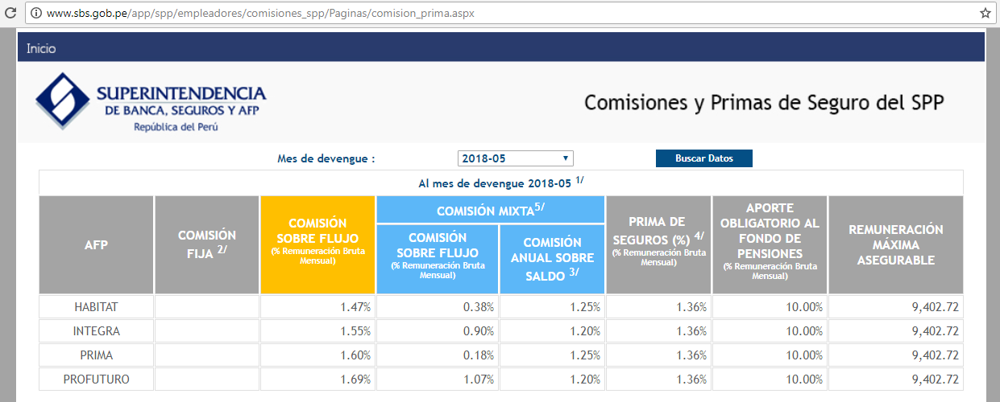 www.sbs.gob.pe/app/spp/empleadores/comisiones_spp/Paginas/comision_prima.aspx
Inicio
SUPERINTENDENCIA
DE BANCA, SEGUROS Y AFP
República del Perú
Comisiones y Primas de Seguro del SPP
Mes de devengue : 2018-05 Buscar Datos
Al mes de devengue 2018-05 1/
AFP
COMISIÓN
FIJA 2/
COMISIÓN
SOBRE FLUJO
(% Remuneración Bruta
Mensual)
COMISIÓN MIXTA5/
COMISIÓN
SOBRE FLUJO
(% Remuneración Bruta
Mensual)
COMISIÓN
ANUAL SOBRE
SALDO 3/
PRIMA DE
SEGUROS (%) 4/
(% Remuneración Bruta
Mensual)
APORTE
OBLIGATORIO AL
FONDO DE
PENSIONES
(% Remuneración Bruta
Mensual)
REMUNERACIÓN
MÁXIMA
ASEGURABLE
HABITAT 1.47% 0.38% 1.25% 1.36% 10.00% 9,402.72
INTEGRA 1.55% 0.90% 1.20% 1.36% 10.00% 9,402.72
PRIMA 1.60% 0.18% 1.25% 1.36% 10.00% 9,402.72
PROFUTURO 1.69% 1.07% 1.20% 1.36% 10.00% 9,402.72